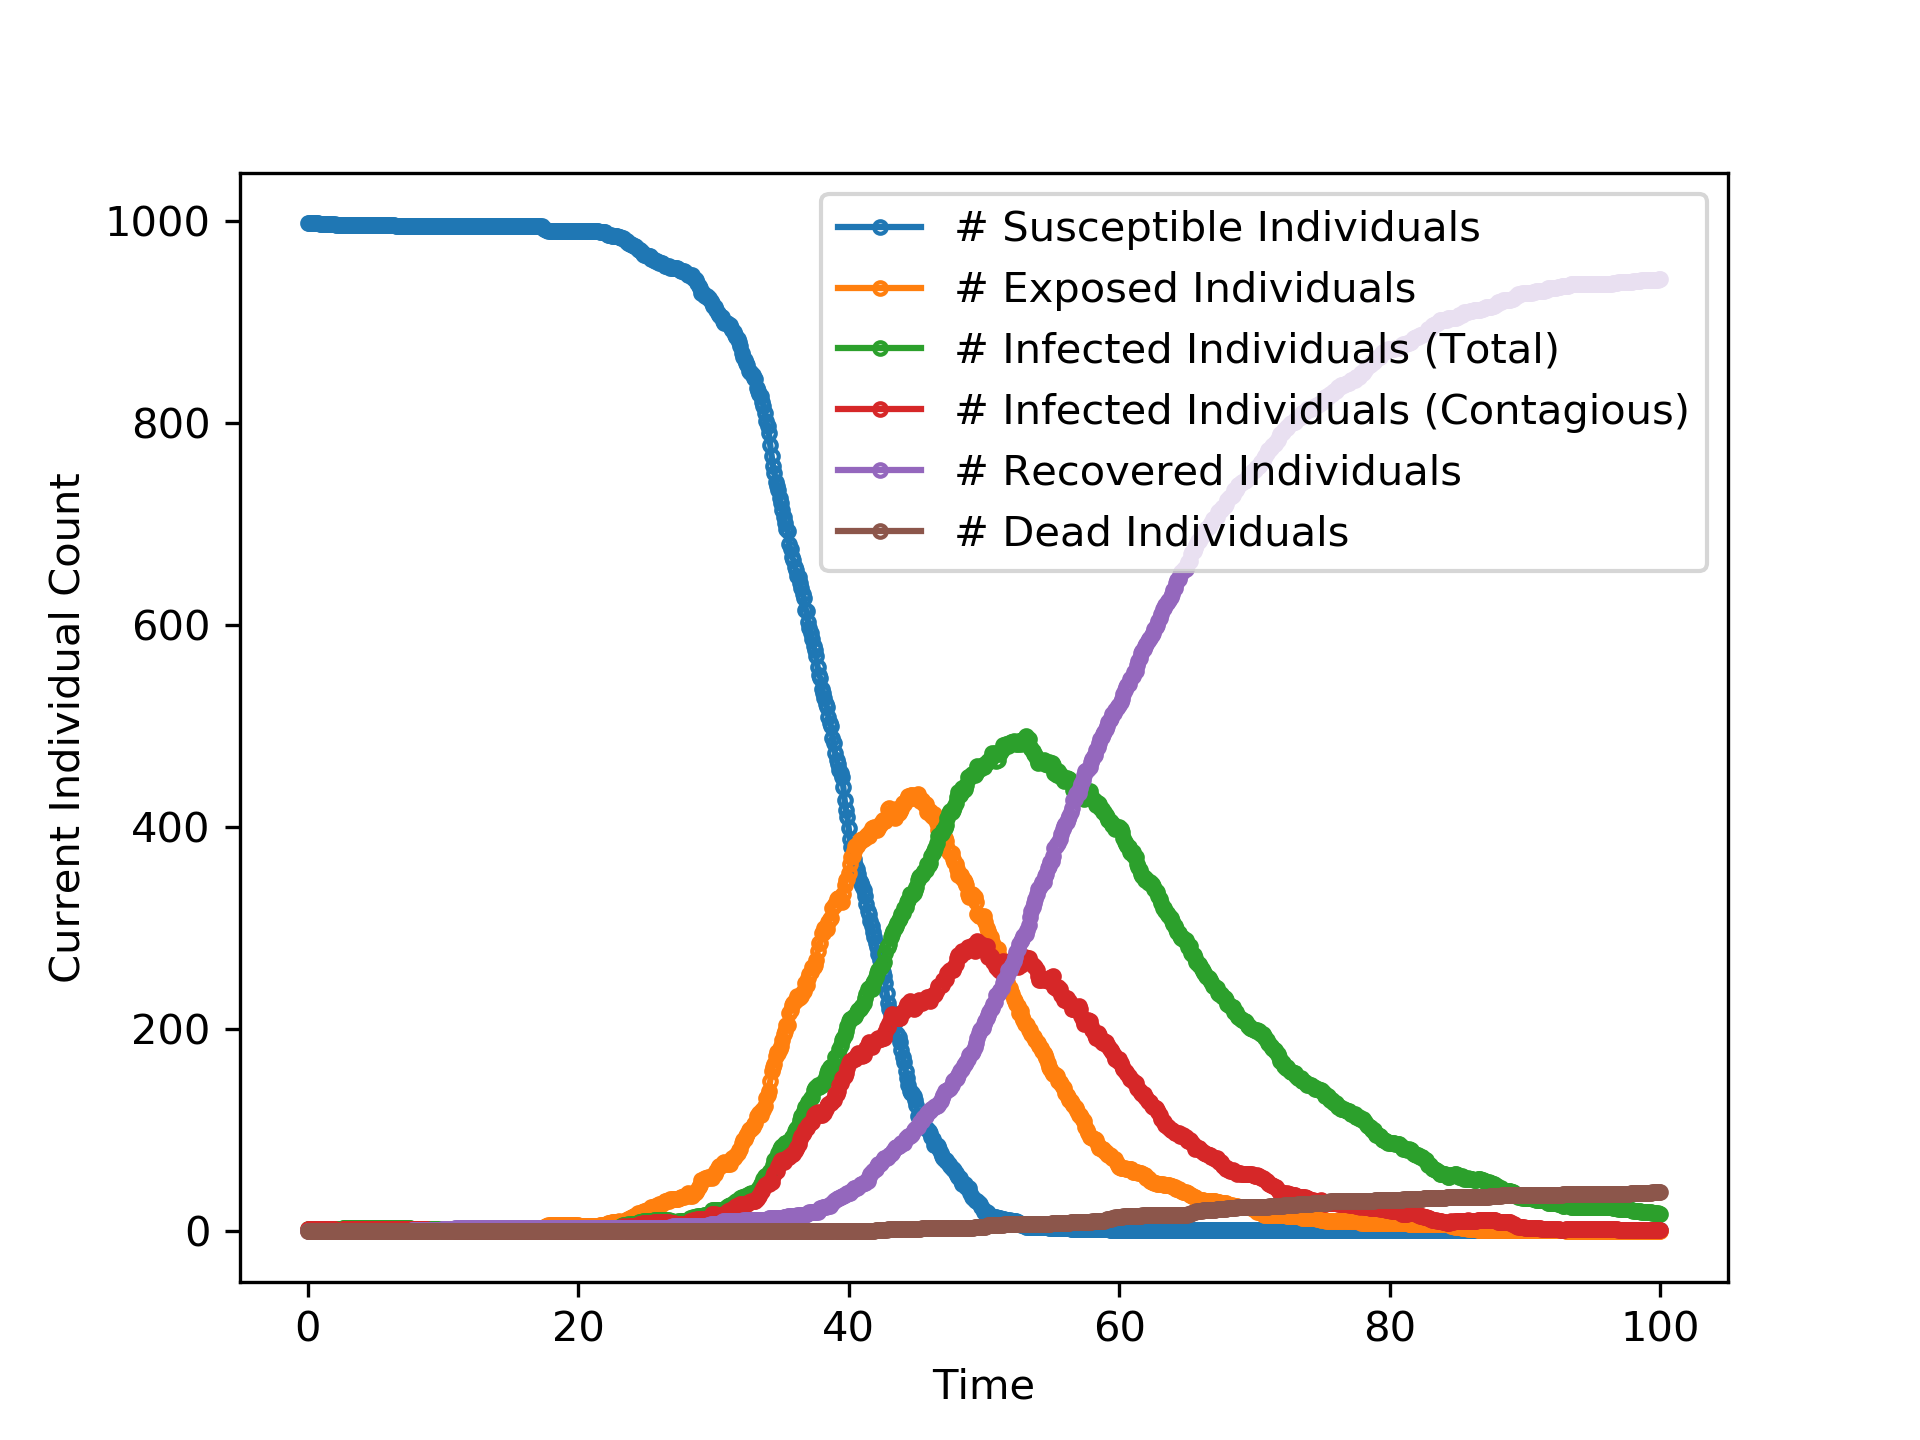 1000
800
600
400
200
0
Current Individual Count
# Susceptible Individuals
# Exposed Individuals
# Infected Individuals (Total)
# Infected Individuals (Contagious)
# Recovered Individuals
# Dead Individuals
0 20 40 60 80 100
Time